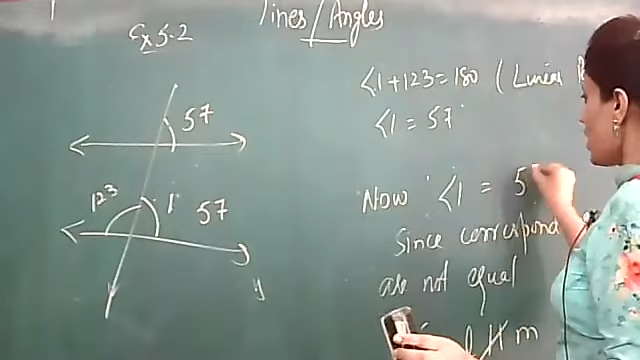 Lines/Angles
Ex 5.2
57
123 1 57
y
<1 + 123 = 180 (Linear
<1 = 57°
Now <1 = 5
Since correspond
are not equal
m